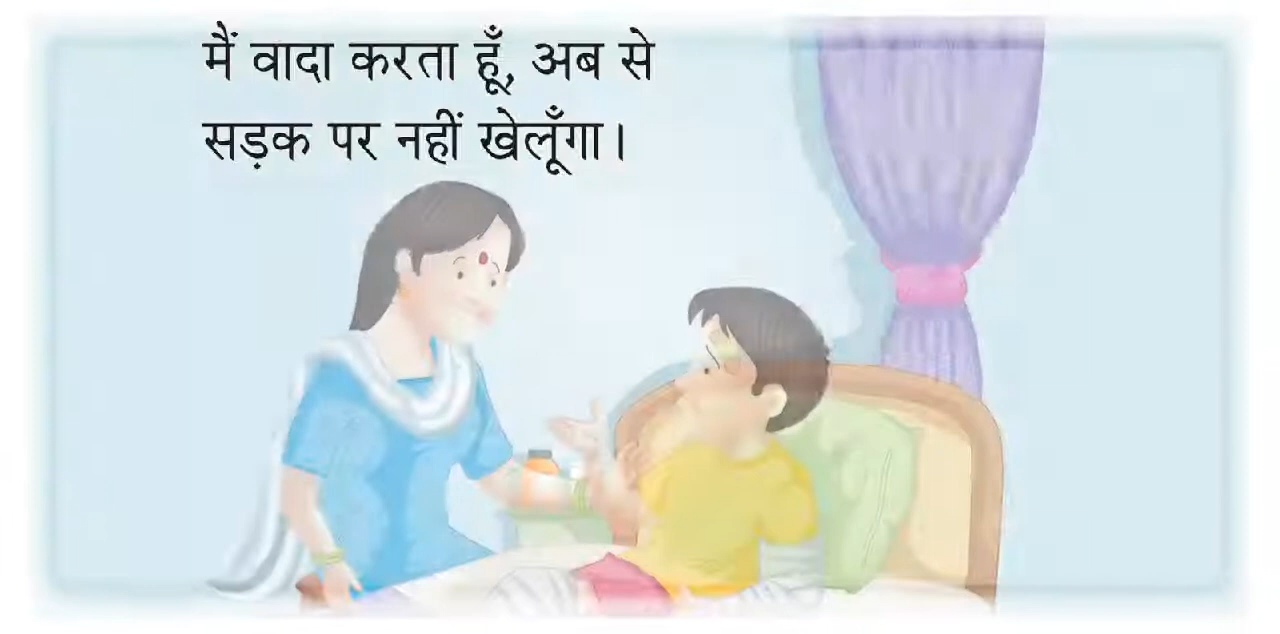 मैं वादा करता हूँ, अब से
सड़क पर नहीं खेलूँगा।